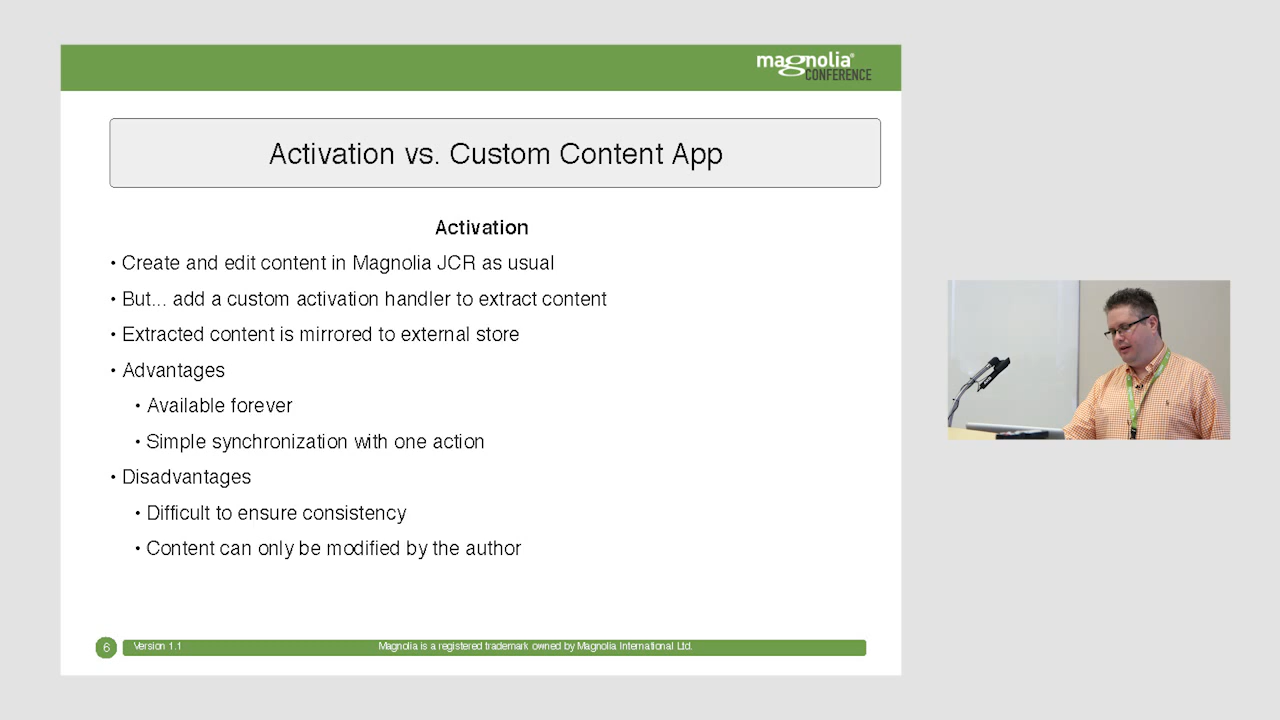 magnolia®
CONFERENCE
Activation vs. Custom Content App
Activation
• Create and edit content in Magnolia JCR as usual
• But... add a custom activation handler to extract content
• Extracted content is mirrored to external store
• Advantages
• Available forever
• Simple synchronization with one action
• Disadvantages
• Difficult to ensure consistency
• Content can only be modified by the author
6 Version 1.1 Magnolia is a registered trademark owned by Magnolia International Ltd.